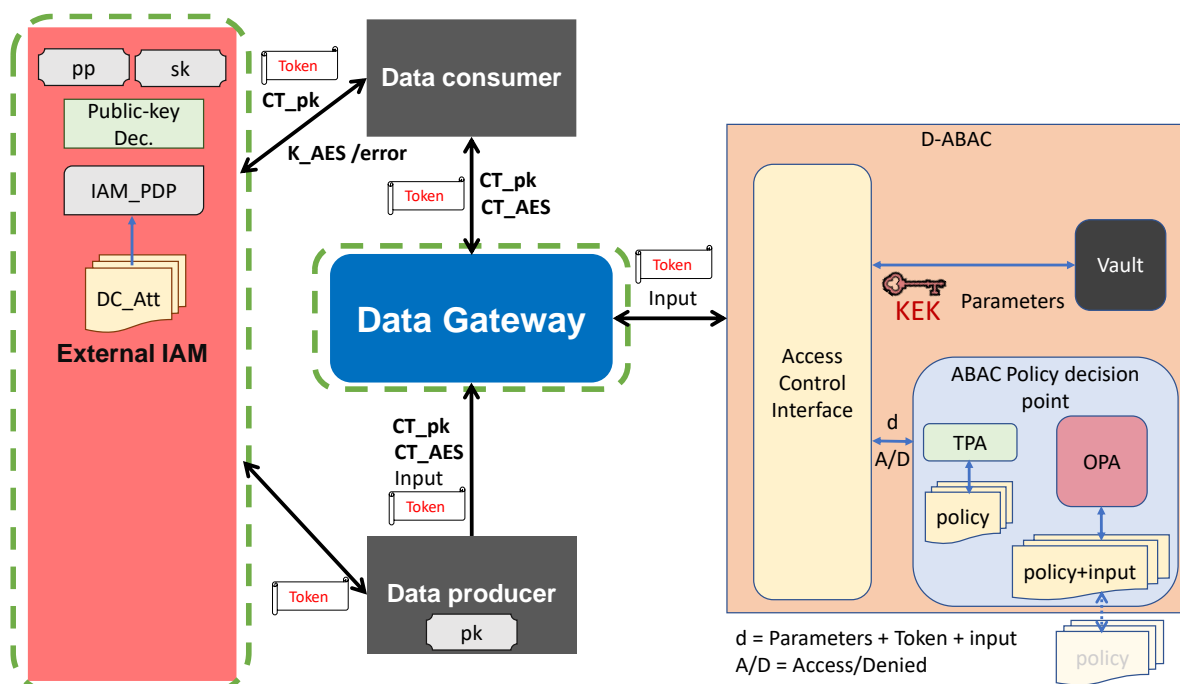 pp
sk
Public-key
Dec.
IAM_PDP
DC_Att
External IAM
Token
CT_pk
K_AES /error
Data consumer
Token
CT_pk
CT_AES
Data Gateway
Token
Input
CT_pk
CT_AES
Input
Token
Token
Data producer
pk
D-ABAC
Access
Control
Interface
KEK
Parameters
Vault
ABAC Policy decision
point
d
A/D
TPA
policy
OPA
policy+input
policy
d = Parameters + Token + input
A/D = Access/Denied